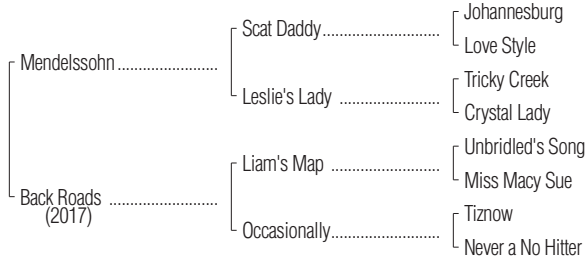 Johannesburg
Scat Daddy
Love Style
Mendelssohn
Tricky Creek
Leslie's Lady
Crystal Lady
Unbridled's Song
Liam's Map
Miss Macy Sue
Back Roads
(2017)
Tiznow
Occasionally
Never a No Hitter